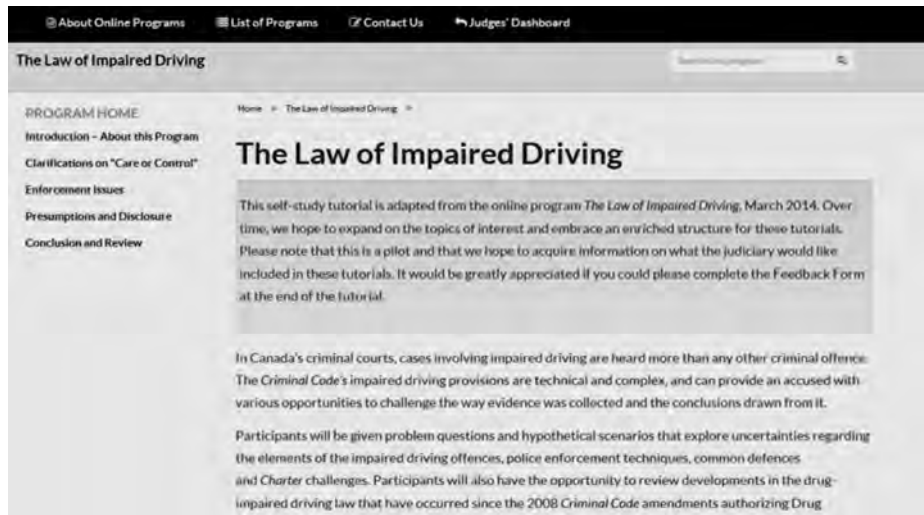 About Online Programs List of Programs Contact Us Judges' Dashboard
The Law of Impaired Driving
PROGRAM HOME
Introduction – About this Program
Clarifications on "Care or Control"
Enforcement Issues
Presumptions and Disclosure
Conclusion and Review
Home » The Law of Impaired Driving »
The Law of Impaired Driving
This self-study tutorial is adapted from the online program The Law of Impaired Driving, March 2014. Over
time, we hope to expand on the topics of interest and embrace an enriched structure for these tutorials.
Please note that this is a pilot and that we hope to acquire information on what the judiciary would like
included in these tutorials. It would be greatly appreciated if you could please complete the Feedback Form
at the end of the tutorial.
In Canada's criminal courts, cases involving impaired driving are heard more than any other criminal offence.
The Criminal Code's impaired driving provisions are technical and complex, and can provide an accused with
various opportunities to challenge the way evidence was collected and the conclusions drawn from it.
Participants will be given problem questions and hypothetical scenarios that explore uncertainties regarding
the elements of the impaired driving offences, police enforcement techniques, common defences
and Charter challenges. Participants will also have the opportunity to review developments in the drug-
impaired driving law that have occurred since the 2008 Criminal Code amendments authorizing Drug